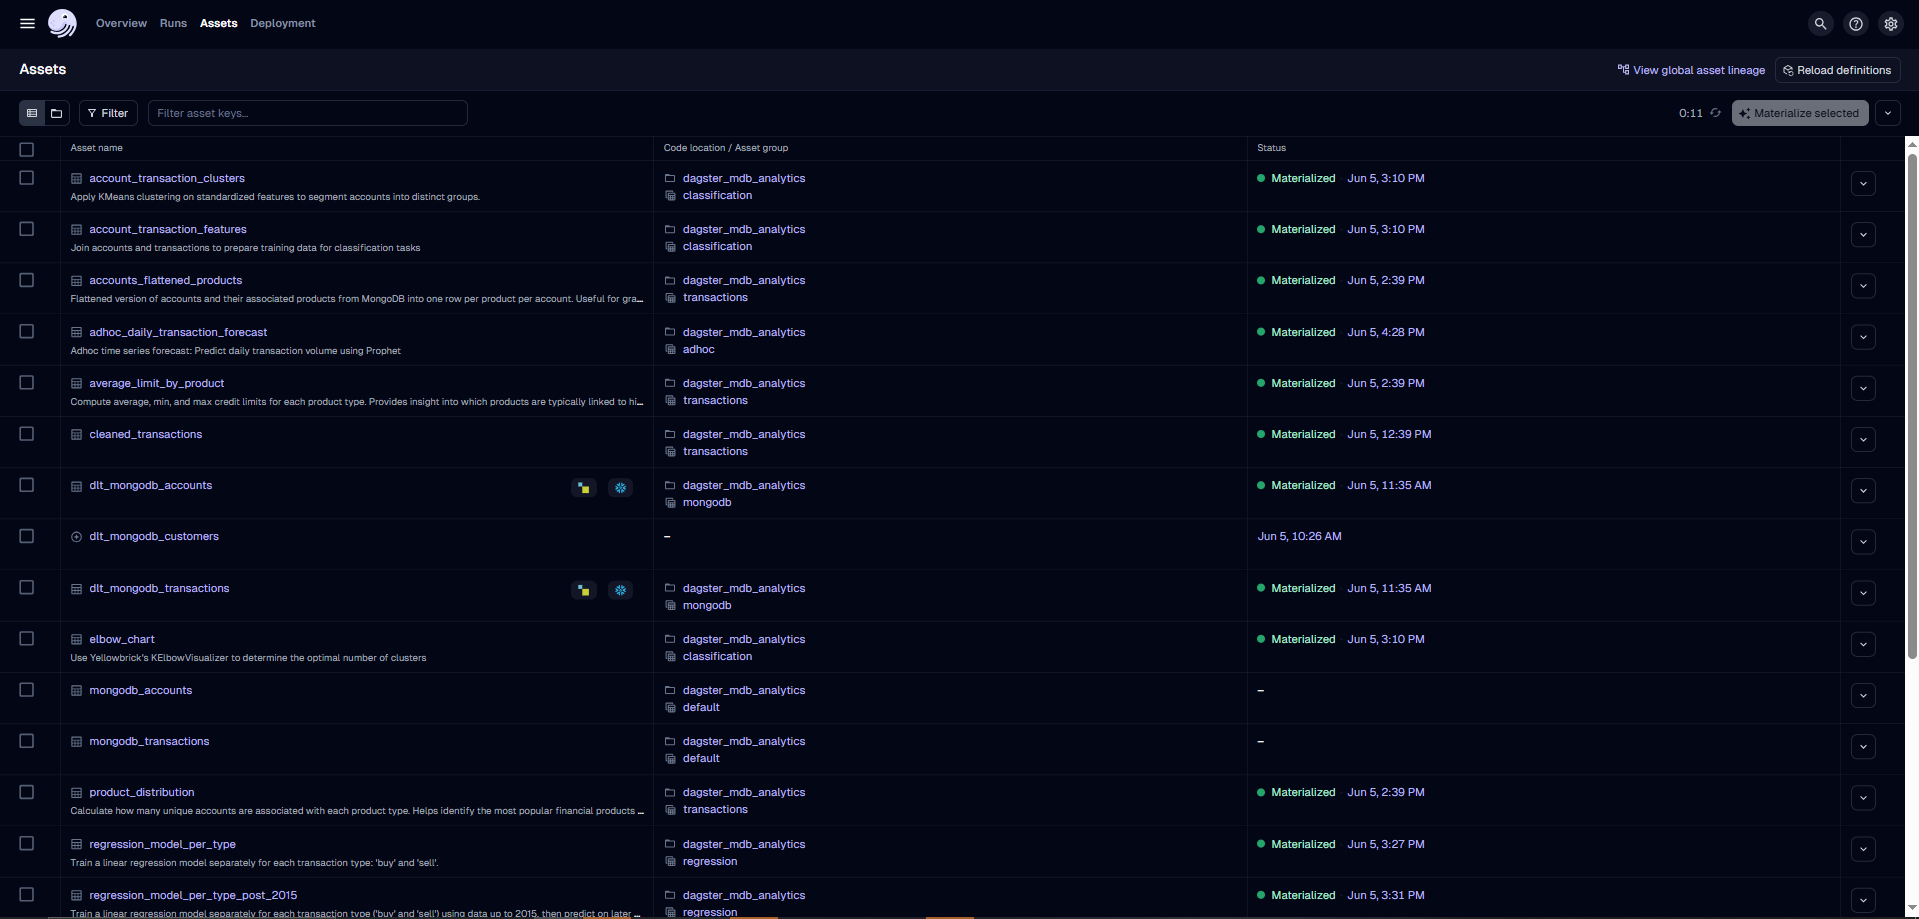 Overview Runs Assets Deployment
Assets
View global asset lineage
Reload definitions
Filter
Filter asset keys…
0:11
Materialize selected
Asset name
Code location / Asset group
Status
account_transaction_clusters
Apply KMeans clustering on standardized features to segment accounts into distinct groups.
dagster_mdb_analytics
classification
Materialized Jun 5, 3:10 PM
account_transaction_features
Join accounts and transactions to prepare training data for classification tasks
dagster_mdb_analytics
classification
Materialized Jun 5, 3:10 PM
accounts_flattened_products
Flattened version of accounts and their associated products from MongoDB into one row per product per account. Useful for gra…
dagster_mdb_analytics
transactions
Materialized Jun 5, 2:39 PM
adhoc_daily_transaction_forecast
Adhoc time series forecast: Predict daily transaction volume using Prophet
dagster_mdb_analytics
adhoc
Materialized Jun 5, 4:28 PM
average_limit_by_product
Compute average, min, and max credit limits for each product type. Provides insight into which products are typically linked to hi…
dagster_mdb_analytics
transactions
Materialized Jun 5, 2:39 PM
cleaned_transactions
dagster_mdb_analytics
transactions
Materialized Jun 5, 12:39 PM
dlt_mongodb_accounts
dagster_mdb_analytics
mongodb
Materialized Jun 5, 11:35 AM
dlt_mongodb_customers
–
Jun 5, 10:26 AM
dlt_mongodb_transactions
dagster_mdb_analytics
mongodb
Materialized Jun 5, 11:35 AM
elbow_chart
Use Yellowbrick's KElbowVisualizer to determine the optimal number of clusters
dagster_mdb_analytics
classification
Materialized Jun 5, 3:10 PM
mongodb_accounts
dagster_mdb_analytics
default
–
mongodb_transactions
dagster_mdb_analytics
default
–
product_distribution
Calculate how many unique accounts are associated with each product type. Helps identify the most popular financial products …
dagster_mdb_analytics
transactions
Materialized Jun 5, 2:39 PM
regression_model_per_type
Train a linear regression model separately for each transaction type: 'buy' and 'sell'.
dagster_mdb_analytics
regression
Materialized Jun 5, 3:27 PM
regression_model_per_type_post_2015
Train a linear regression model separately for each transaction type ('buy' and 'sell') using data up to 2015, then predict on later …
dagster_mdb_analytics
regression
Materialized Jun 5, 3:31 PM